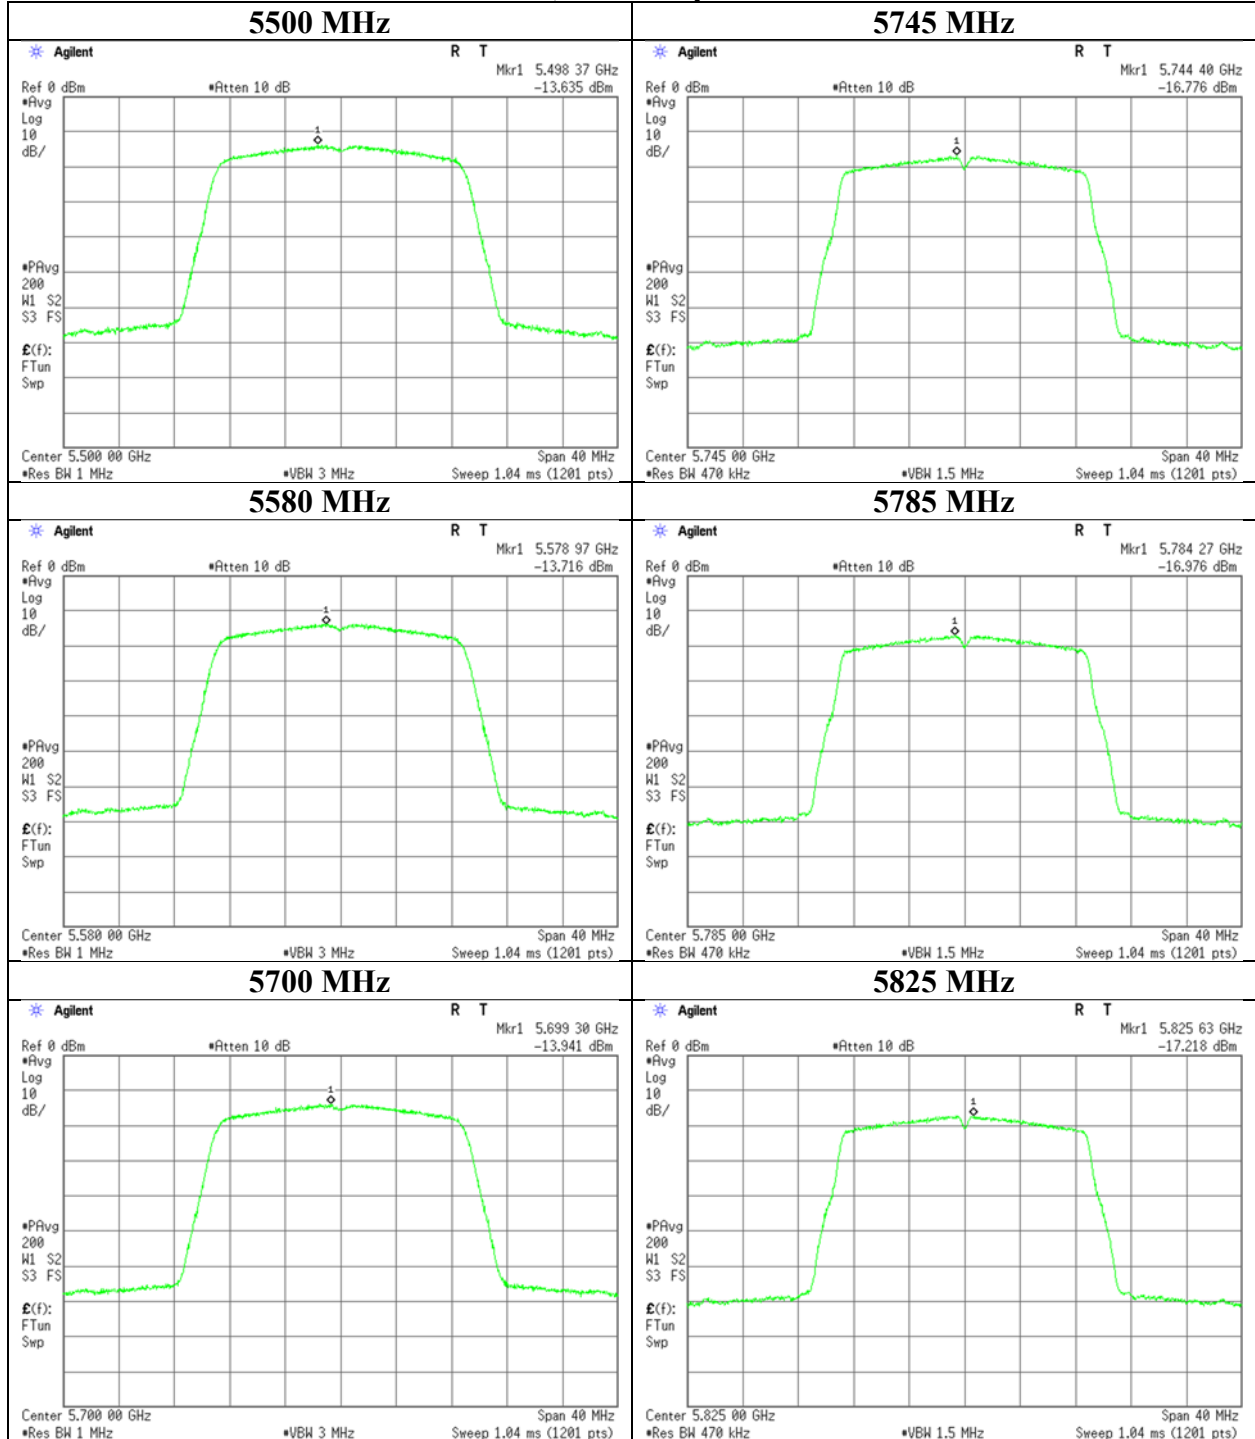 5500 MHz
Agilent R T
Mkr1 5.498 37 GHz
Ref 0 dBm #Atten 10 dB -13.635 dBm
#Avg
Log
10
dB/
1
#PAvg
200
W1 S2
S3 FS
£(f):
FTun
Swp
Center 5.500 00 GHz Span 40 MHz
#Res BW 1 MHz #VBW 3 MHz Sweep 1.04 ms (1201 pts)
5745 MHz
Agilent R T
Mkr1 5.744 40 GHz
Ref 0 dBm #Atten 10 dB -16.776 dBm
#Avg
Log
10
dB/
1
#PAvg
200
W1 S2
S3 FS
£(f):
FTun
Swp
Center 5.745 00 GHz Span 40 MHz
#Res BW 470 kHz #VBW 1.5 MHz Sweep 1.04 ms (1201 pts)
5580 MHz
Agilent R T
Mkr1 5.578 97 GHz
Ref 0 dBm #Atten 10 dB -13.716 dBm
#Avg
Log
10
dB/
1
#PAvg
200
W1 S2
S3 FS
£(f):
FTun
Swp
Center 5.580 00 GHz Span 40 MHz
#Res BW 1 MHz #VBW 3 MHz Sweep 1.04 ms (1201 pts)
5785 MHz
Agilent R T
Mkr1 5.784 27 GHz
Ref 0 dBm #Atten 10 dB -16.976 dBm
#Avg
Log
10
dB/
1
#PAvg
200
W1 S2
S3 FS
£(f):
FTun
Swp
Center 5.785 00 GHz Span 40 MHz
#Res BW 470 kHz #VBW 1.5 MHz Sweep 1.04 ms (1201 pts)
5700 MHz
Agilent R T
Mkr1 5.699 30 GHz
Ref 0 dBm #Atten 10 dB -13.941 dBm
#Avg
Log
10
dB/
1
#PAvg
200
W1 S2
S3 FS
£(f):
FTun
Swp
Center 5.700 00 GHz Span 40 MHz
#Res BW 1 MHz #VBW 3 MHz Sweep 1.04 ms (1201 pts)
5825 MHz
Agilent R T
Mkr1 5.825 63 GHz
Ref 0 dBm #Atten 10 dB -17.218 dBm
#Avg
Log
10
dB/
1
#PAvg
200
W1 S2
S3 FS
£(f):
FTun
Swp
Center 5.825 00 GHz Span 40 MHz
#Res BW 470 kHz #VBW 1.5 MHz Sweep 1.04 ms (1201 pts)